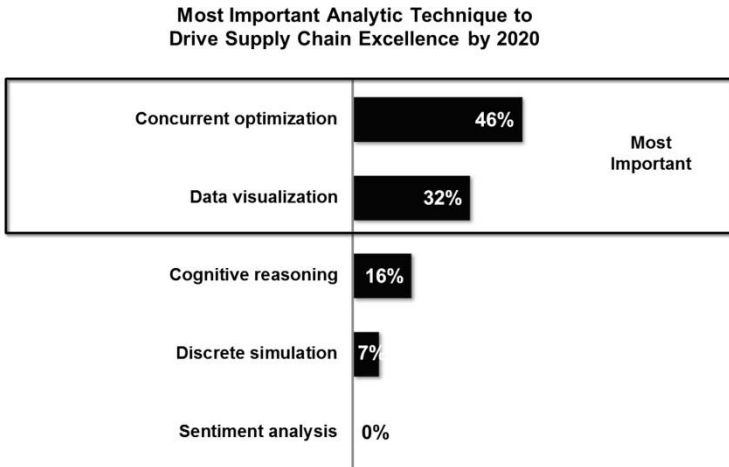 Most Important Analytic Technique to
Drive Supply Chain Excellence by 2020
Concurrent optimization 46%
Most
Important
Data visualization 32%
Cognitive reasoning 16%
Discrete simulation 7%
Sentiment analysis 0%